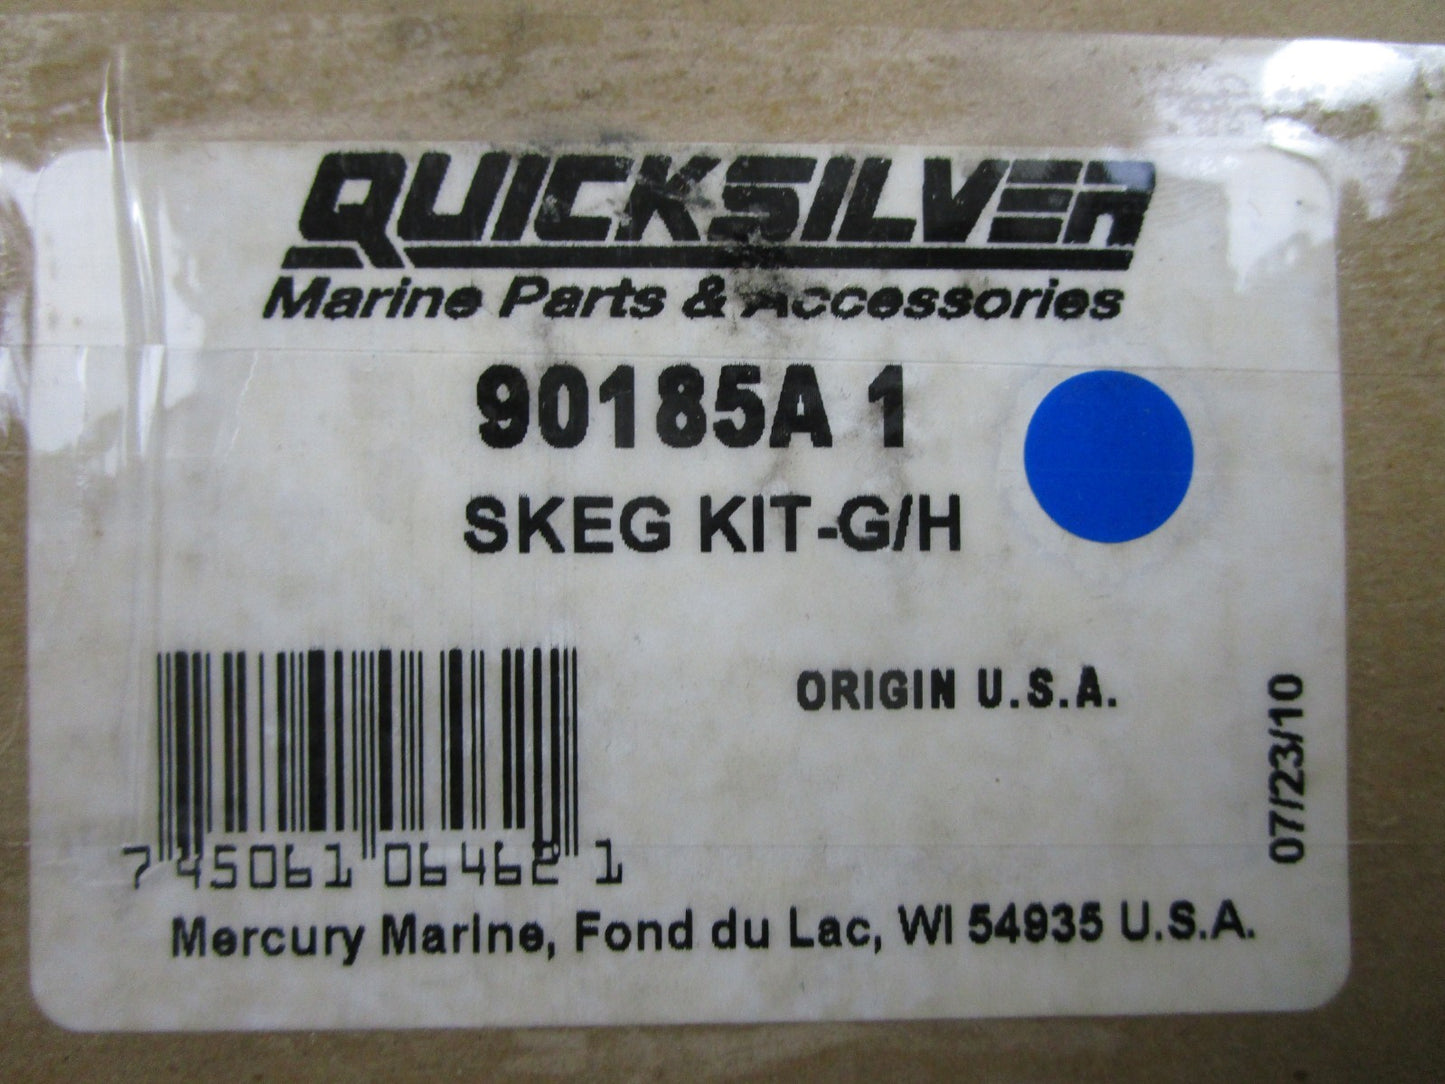 QUICKSILVER
Marine Parts & Accessories
90185A 1
SKEG KIT-G/H
ORIGIN U.S.A.
07/23/10
7 45061 06462 1
Mercury Marine, Fond du Lac, WI 54935 U.S.A.